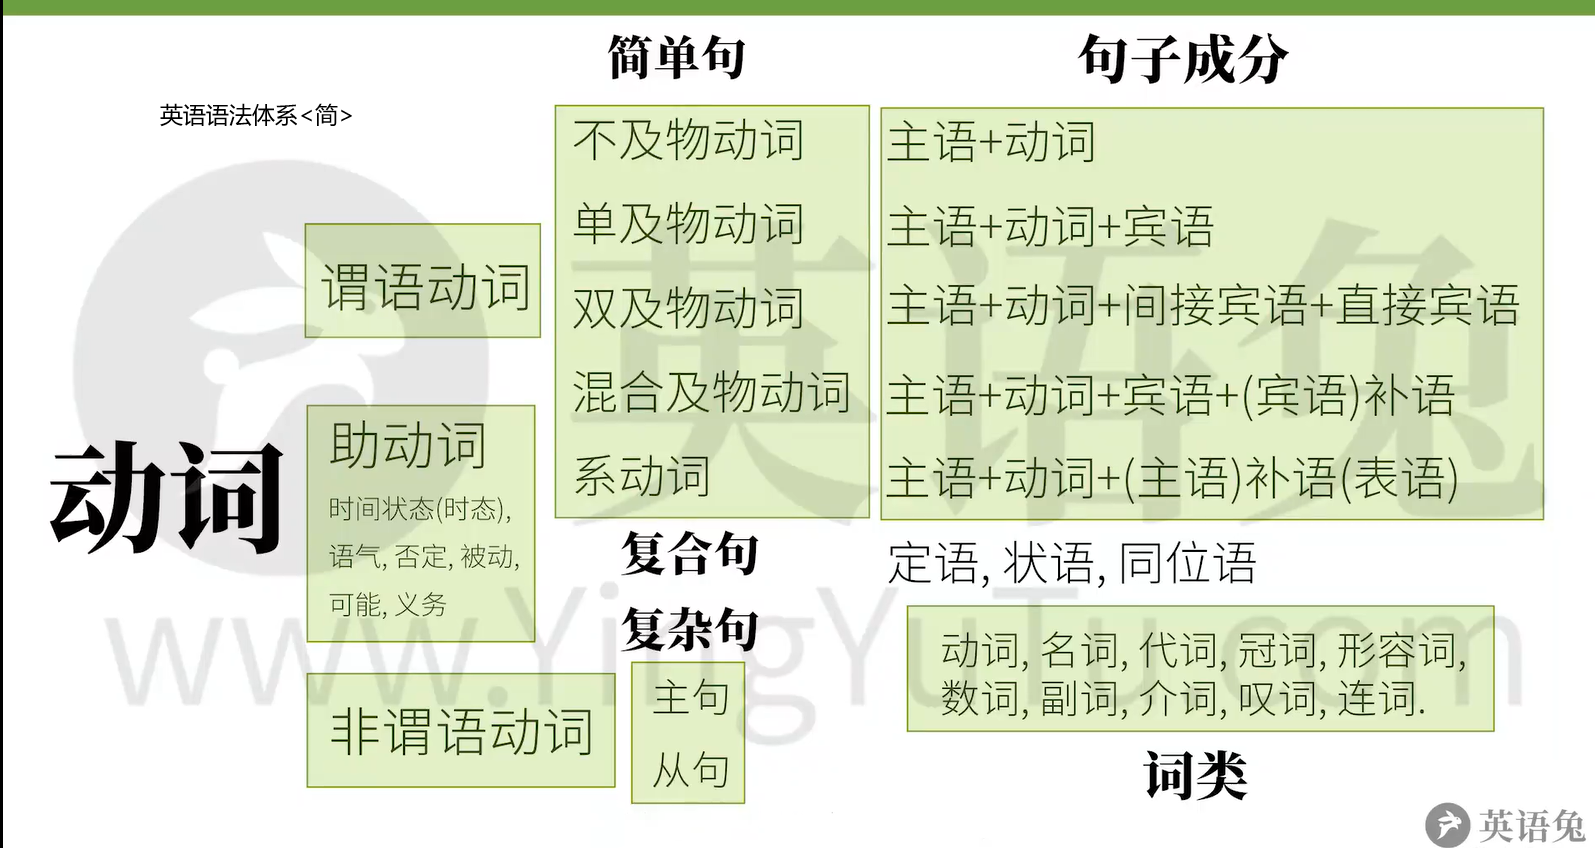 简单句
句子成分
英语语法体系<简>
不及物动词
主语+动词
单及物动词
主语+动词+宾语
谓语动词
双及物动词
主语+动词+间接宾语+直接宾语
混合及物动词
主语+动词+宾语+(宾语)补语
助动词
时间状态(时态),
语气, 否定, 被动,
可能, 义务
系动词
主语+动词+(主语)补语(表语)
动词
复合句
定语, 状语, 同位语
复杂句
主句
从句
非谓语动词
动词, 名词, 代词, 冠词, 形容词,
数词, 副词, 介词, 叹词, 连词.
词类
英语兔
www.YingYuTu.com
英语兔